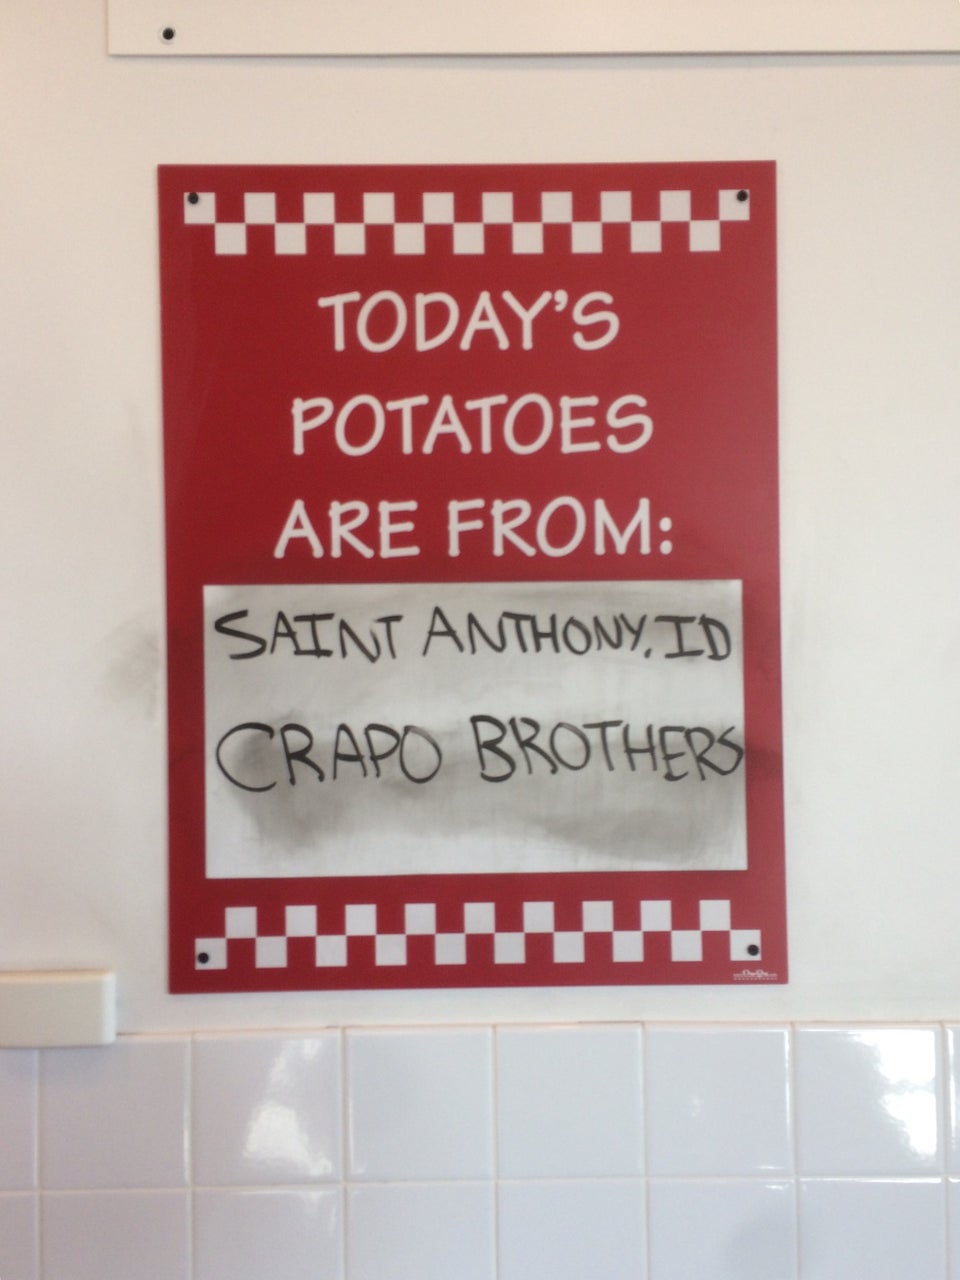 TODAY'S
POTATOES
ARE FROM:
SAINT ANTHONY, ID
CRAPO BROTHERS